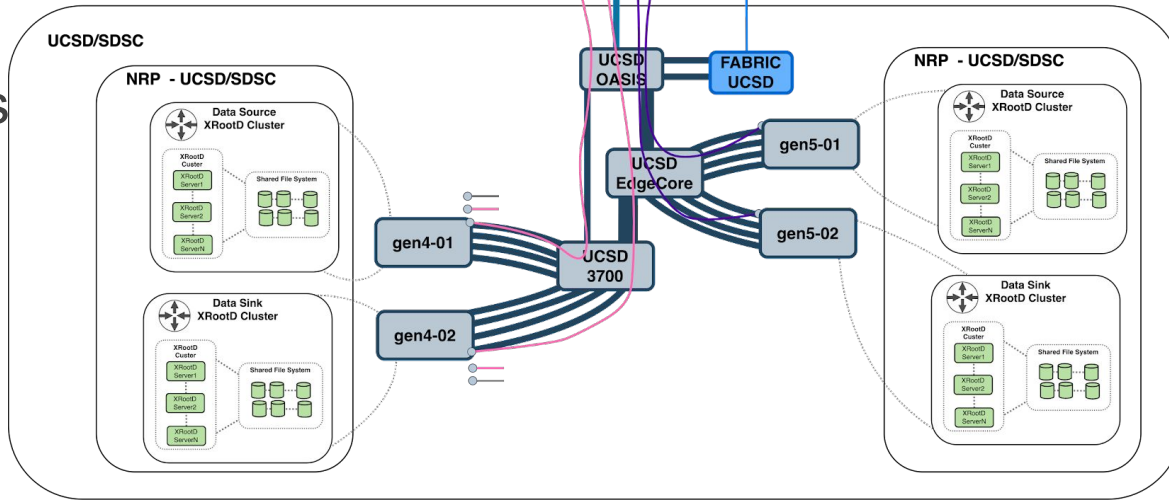 UCSD/SDSC
S
NRP - UCSD/SDSC
Data Source
XRootD Cluster
XRootD
Custer
XRootD
Server1
XRootD
Server2
XRootD
ServerN
Shared File System
Data Sink
XRootD Cluster
XRootD
Custer
XRootD
Server1
XRootD
Server2
XRootD
ServerN
Shared File System
gen4-01
gen4-02
UCSD
OASIS
FABRIC
UCSD
UCSD
EdgeCore
UCSD
3700
gen5-01
gen5-02
NRP - UCSD/SDSC
Data Source
XRootD Cluster
XRootD
Custer
XRootD
Server1
XRootD
Server2
XRootD
ServerN
Shared File System
Data Sink
XRootD Cluster
XRootD
Custer
XRootD
Server1
XRootD
Server2
XRootD
ServerN
Shared File System